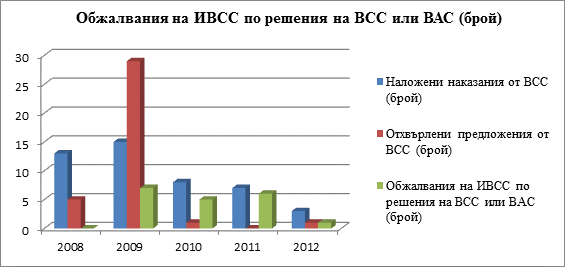 Обжалвания на ИВСС по решения на ВСС или ВАС (брой)
30
25
20
15
10
5
0
2008 2009 2010 2011 2012
Наложени наказания от ВСС
(брой)
Отхвърлени предложения от
ВСС (брой)
Обжалвания на ИВСС по
решения на ВСС или ВАС
(брой)